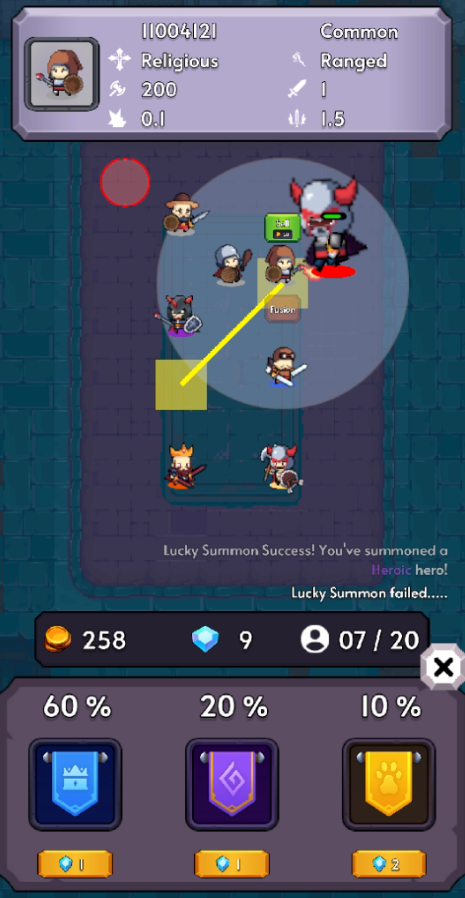 11004121
Common
Religious
Ranged
200
1
0.1
1.5
Fusion
Lucky Summon Success! You've summoned a
Heroic hero!
Lucky Summon failed.....
258
9
07 / 20
60 %
20 %
10 %
1
1
2